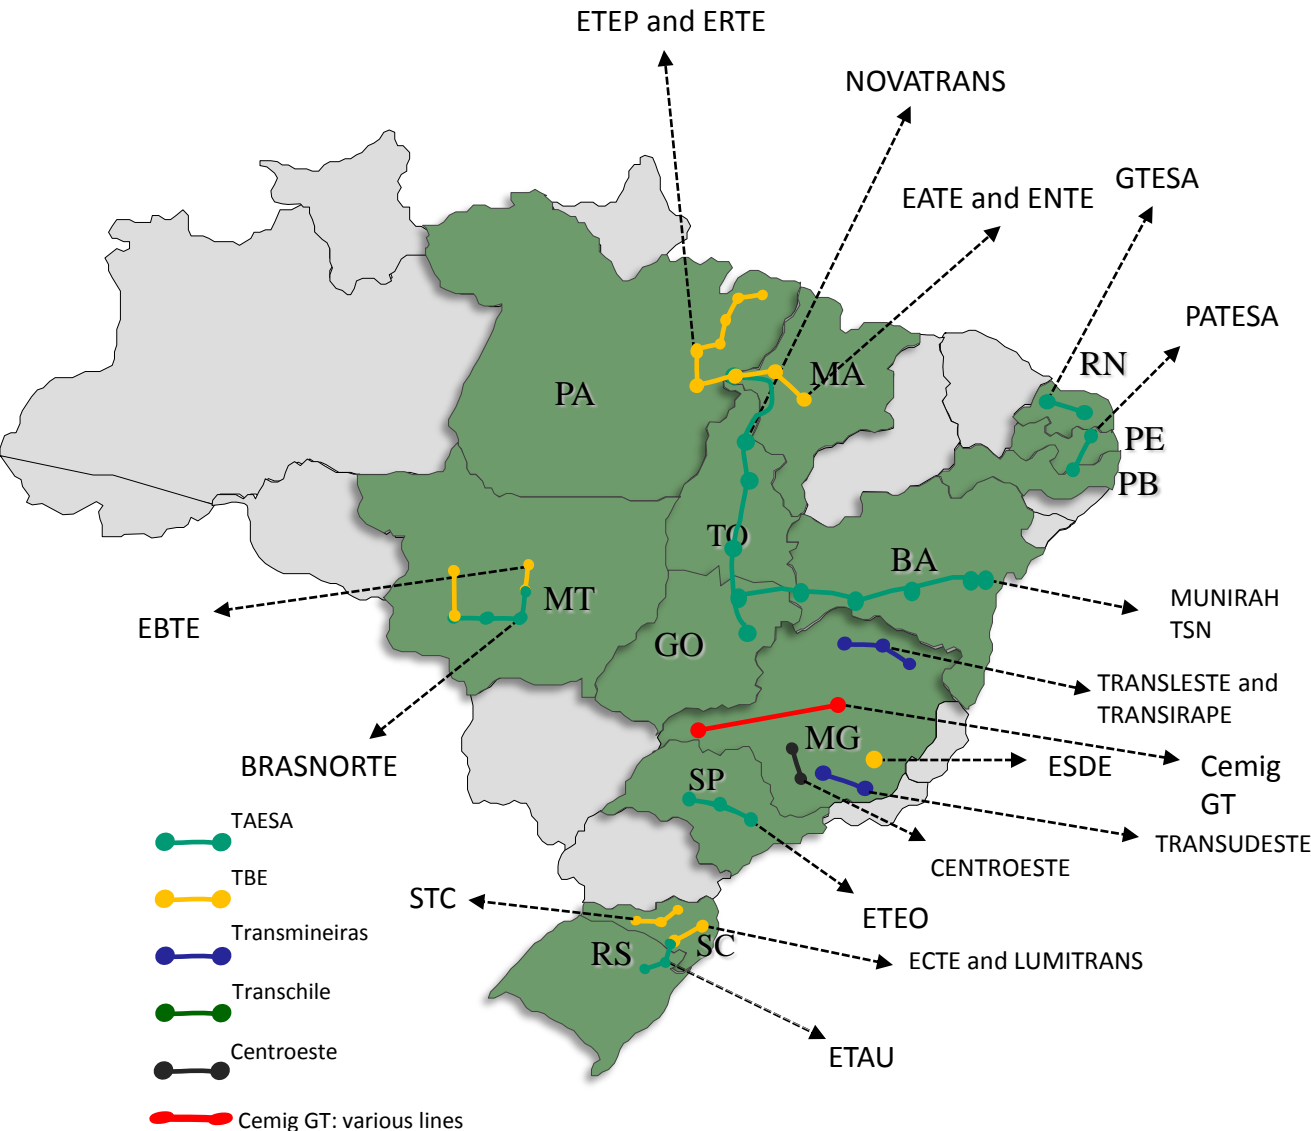 ETEP and ERTE
NOVATRANS
GTESA
EATE and ENTE
PATESA
RN
MA
PA
PE
PB
TO
BA
MT
MUNIRAH
TSN
EBTE
GO
TRANSLESTE and
TRANSIRAPE
MG
BRASNORTE
ESDE
Cemig
GT
SP
TRANSUDESTE
CENTROESTE
STC
ETEO
RS
SC
ECTE and LUMITRANS
ETAU
TAESA
TBE
Transmineiras
Transchile
Centroeste
Cemig GT: various lines